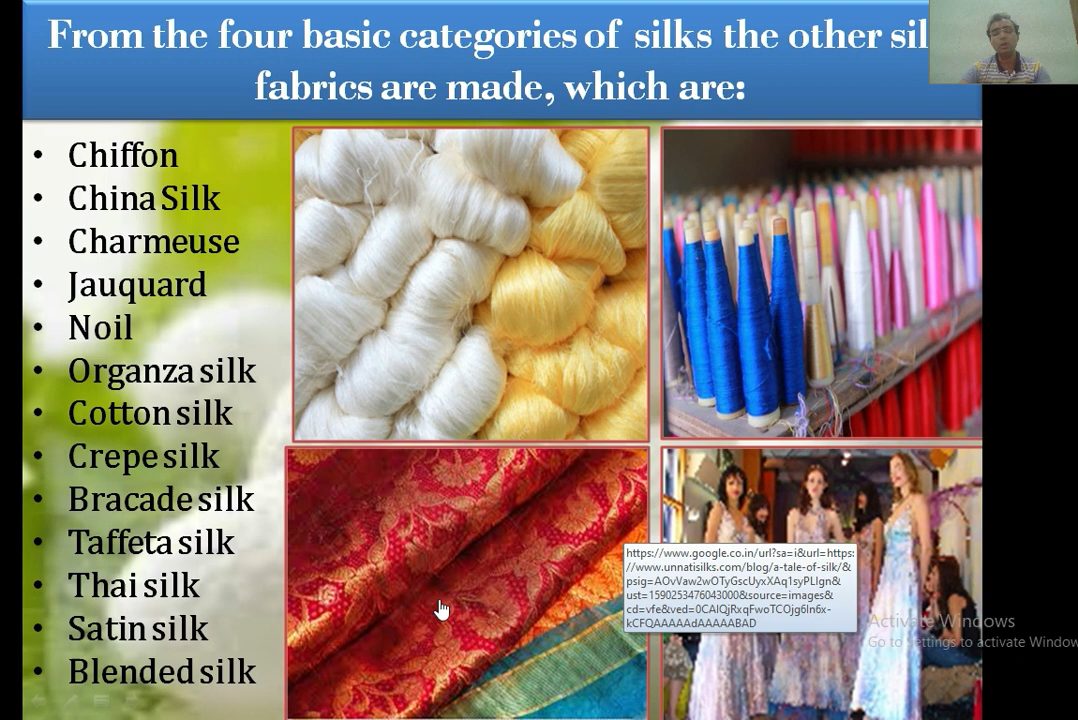 From the four basic categories of silks the other sil
fabrics are made, which are:
• Chiffon
• China Silk
• Charmeuse
• Jauquard
• Noil
• Organza silk
• Cotton silk
• Crepe silk
• Bracade silk
• Taffeta silk
• Thai silk
• Satin silk
• Blended silk
https://www.google.co.in/url?sa=i&url=https:
//www.unnatisilks.com/blog/a-tale-of-silk/&
psig=AOvVaw2wOTyGscUyxXAq1syPLIgn&
ust=1590253476043000&source=images&
cd=vfe&ved=0CAIQjRxqFwoTCOjg6ln6x-
kCFQAAAAAdAAAAABAD
Activate Windows
Go to Settings to activate Window